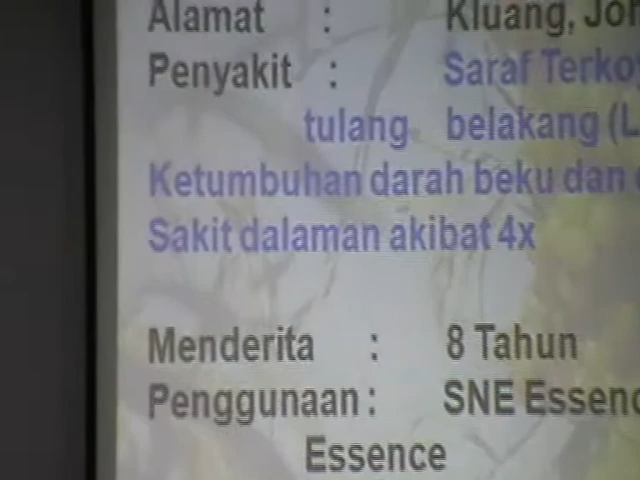 Alamat : Kluang,
Penyakit : Saraf
tulang belakang
Ketumbuhan darah beku dan
Sakit dalaman akibat 4x
Menderita : 8 Tahun
Penggunaan : SNE
Essence